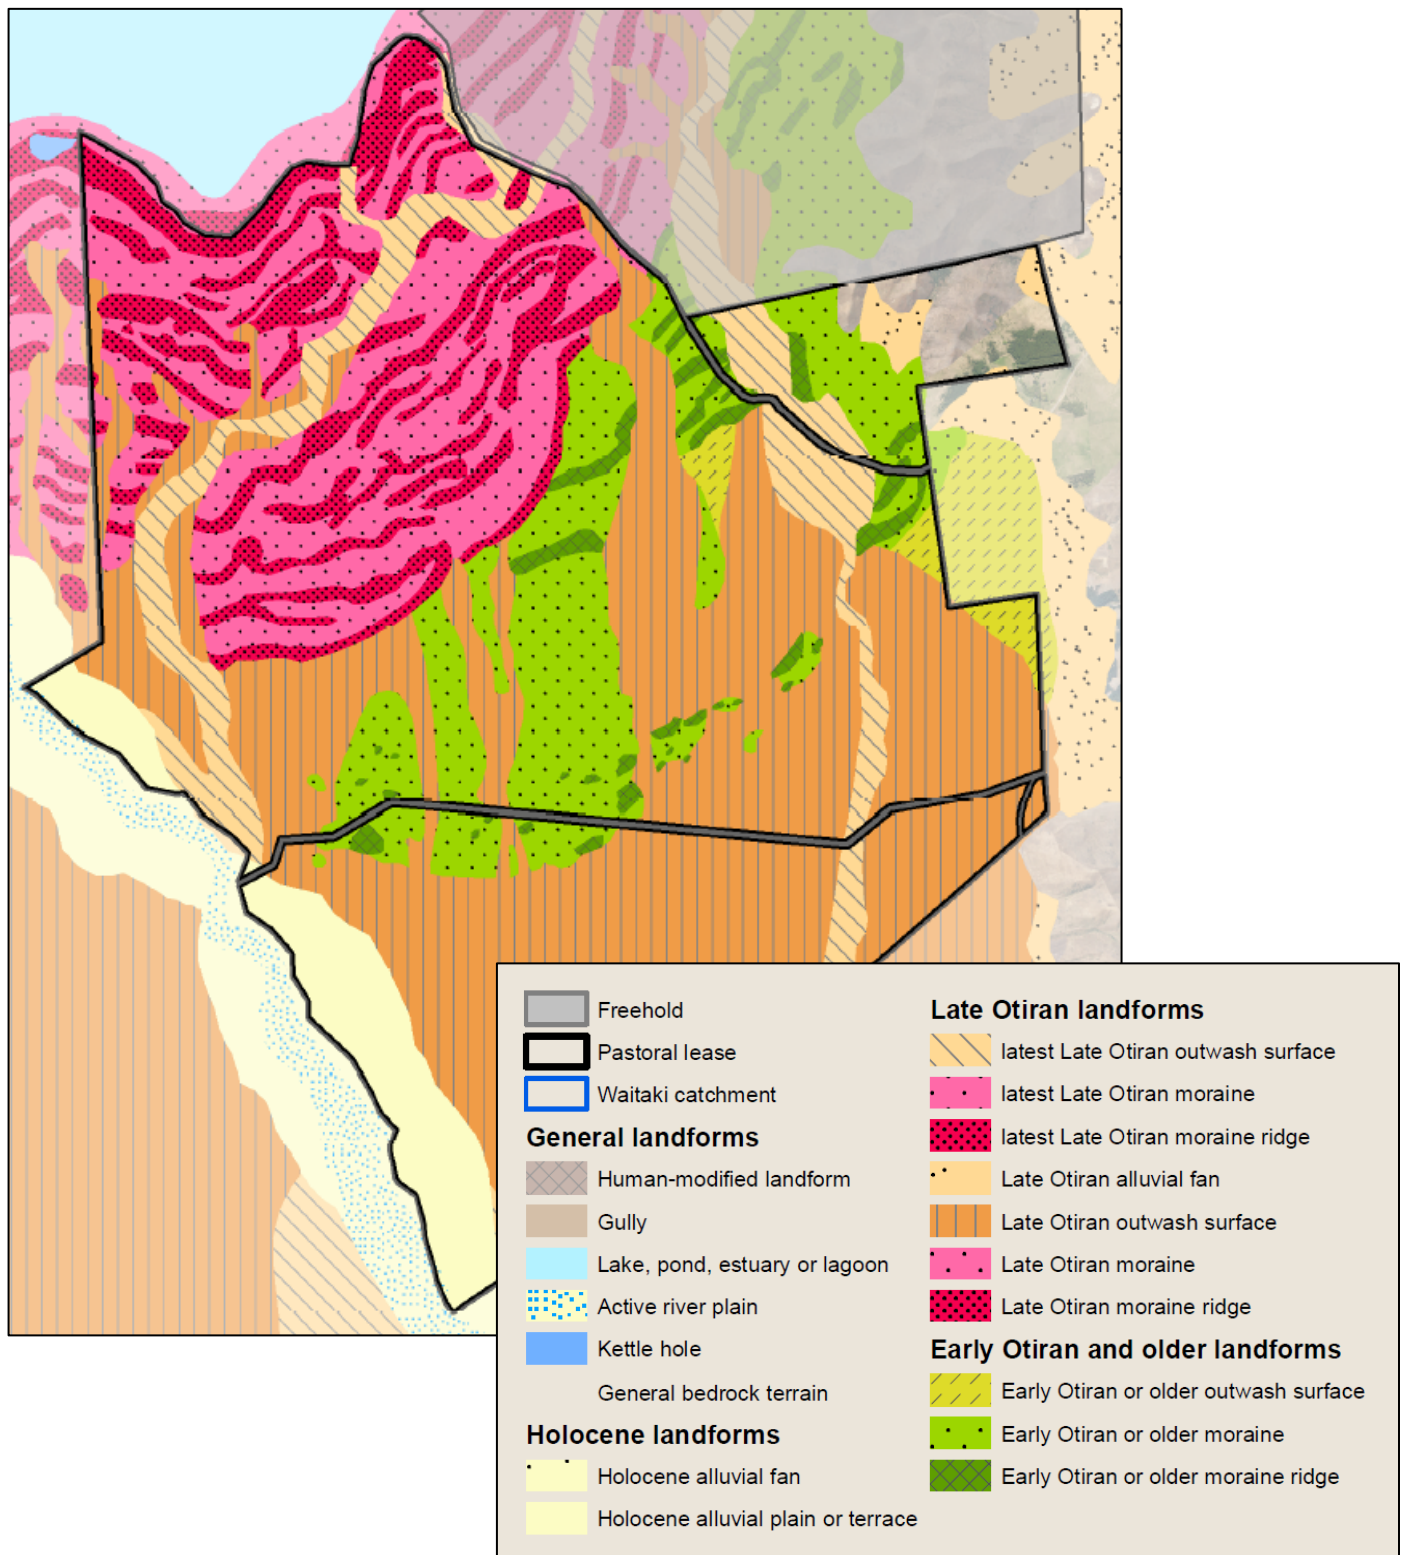 Freehold
Pastoral lease
Waitaki catchment
General landforms
Human-modified landform
Gully
Lake, pond, estuary or lagoon
Active river plain
Kettle hole
General bedrock terrain
Holocene landforms
Holocene alluvial fan
Holocene alluvial plain or terrace
Late Otiran landforms
latest Late Otiran outwash surface
latest Late Otiran moraine
latest Late Otiran moraine ridge
Late Otiran alluvial fan
Late Otiran outwash surface
Late Otiran moraine
Late Otiran moraine ridge
Early Otiran and older landforms
Early Otiran or older outwash surface
Early Otiran or older moraine
Early Otiran or older moraine ridge